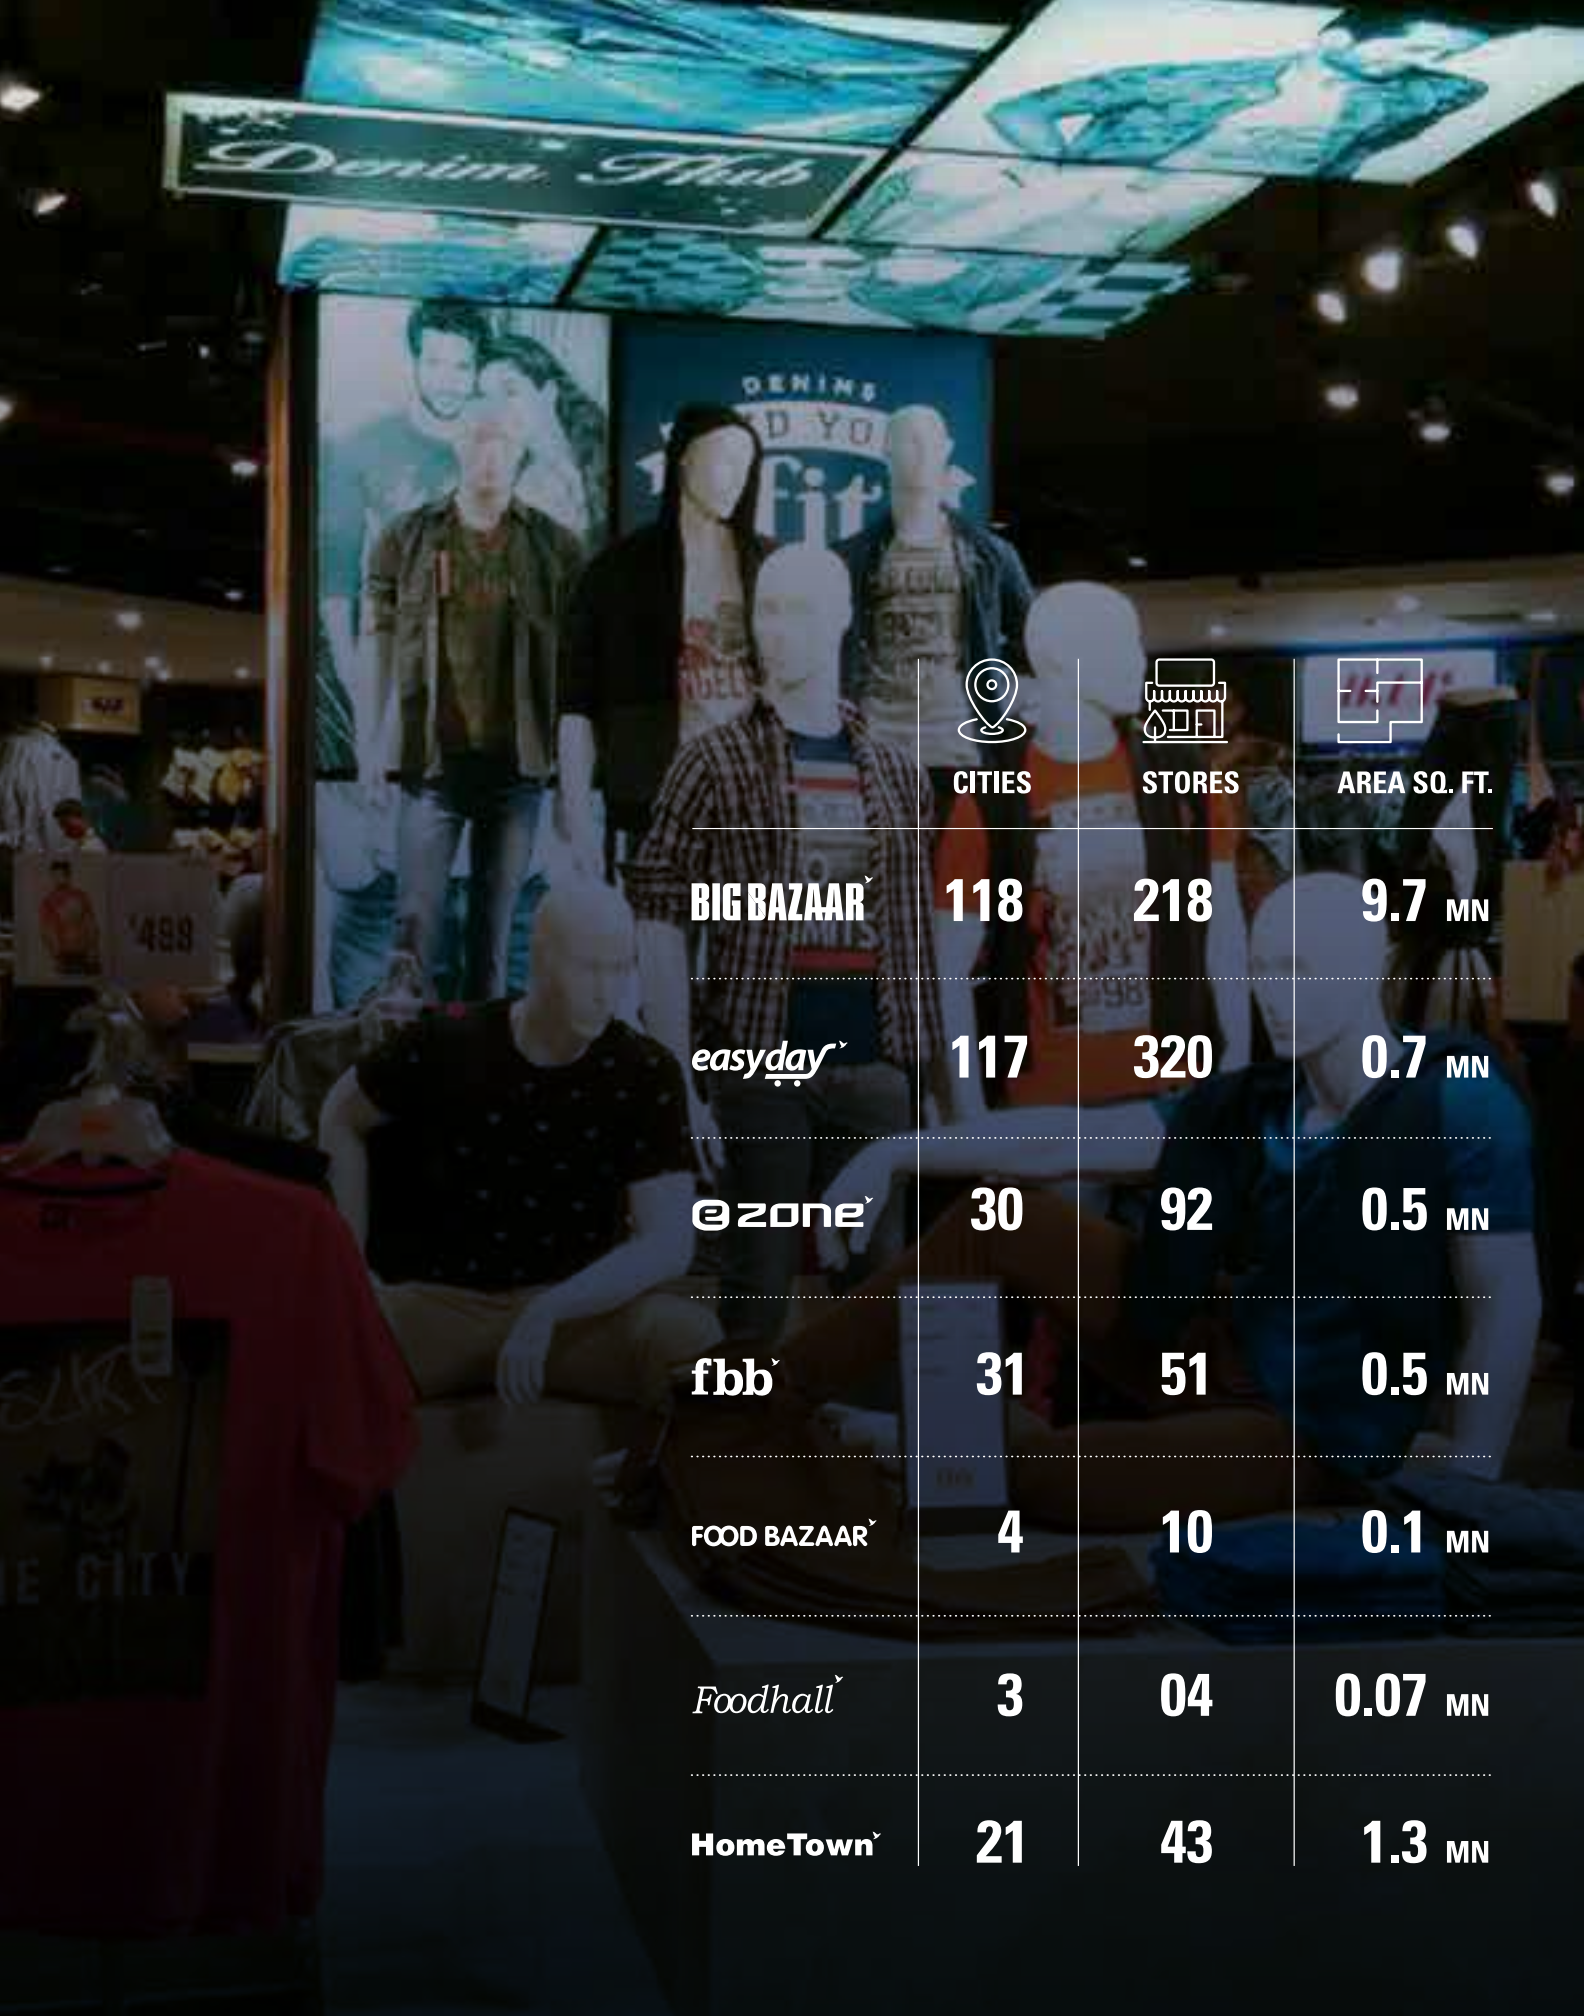 Denim Hub
DENIMS
D YO
fit
499
98
E CITY
CITIES STORES AREA SQ. FT.
BIG BAZAAR 118 218 9.7 MN
easyday 117 320 0.7 MN
ezone 30 92 0.5 MN
fbb 31 51 0.5 MN
FOOD BAZAAR 4 10 0.1 MN
Foodhall 3 04 0.07 MN
HomeTown 21 43 1.3 MN